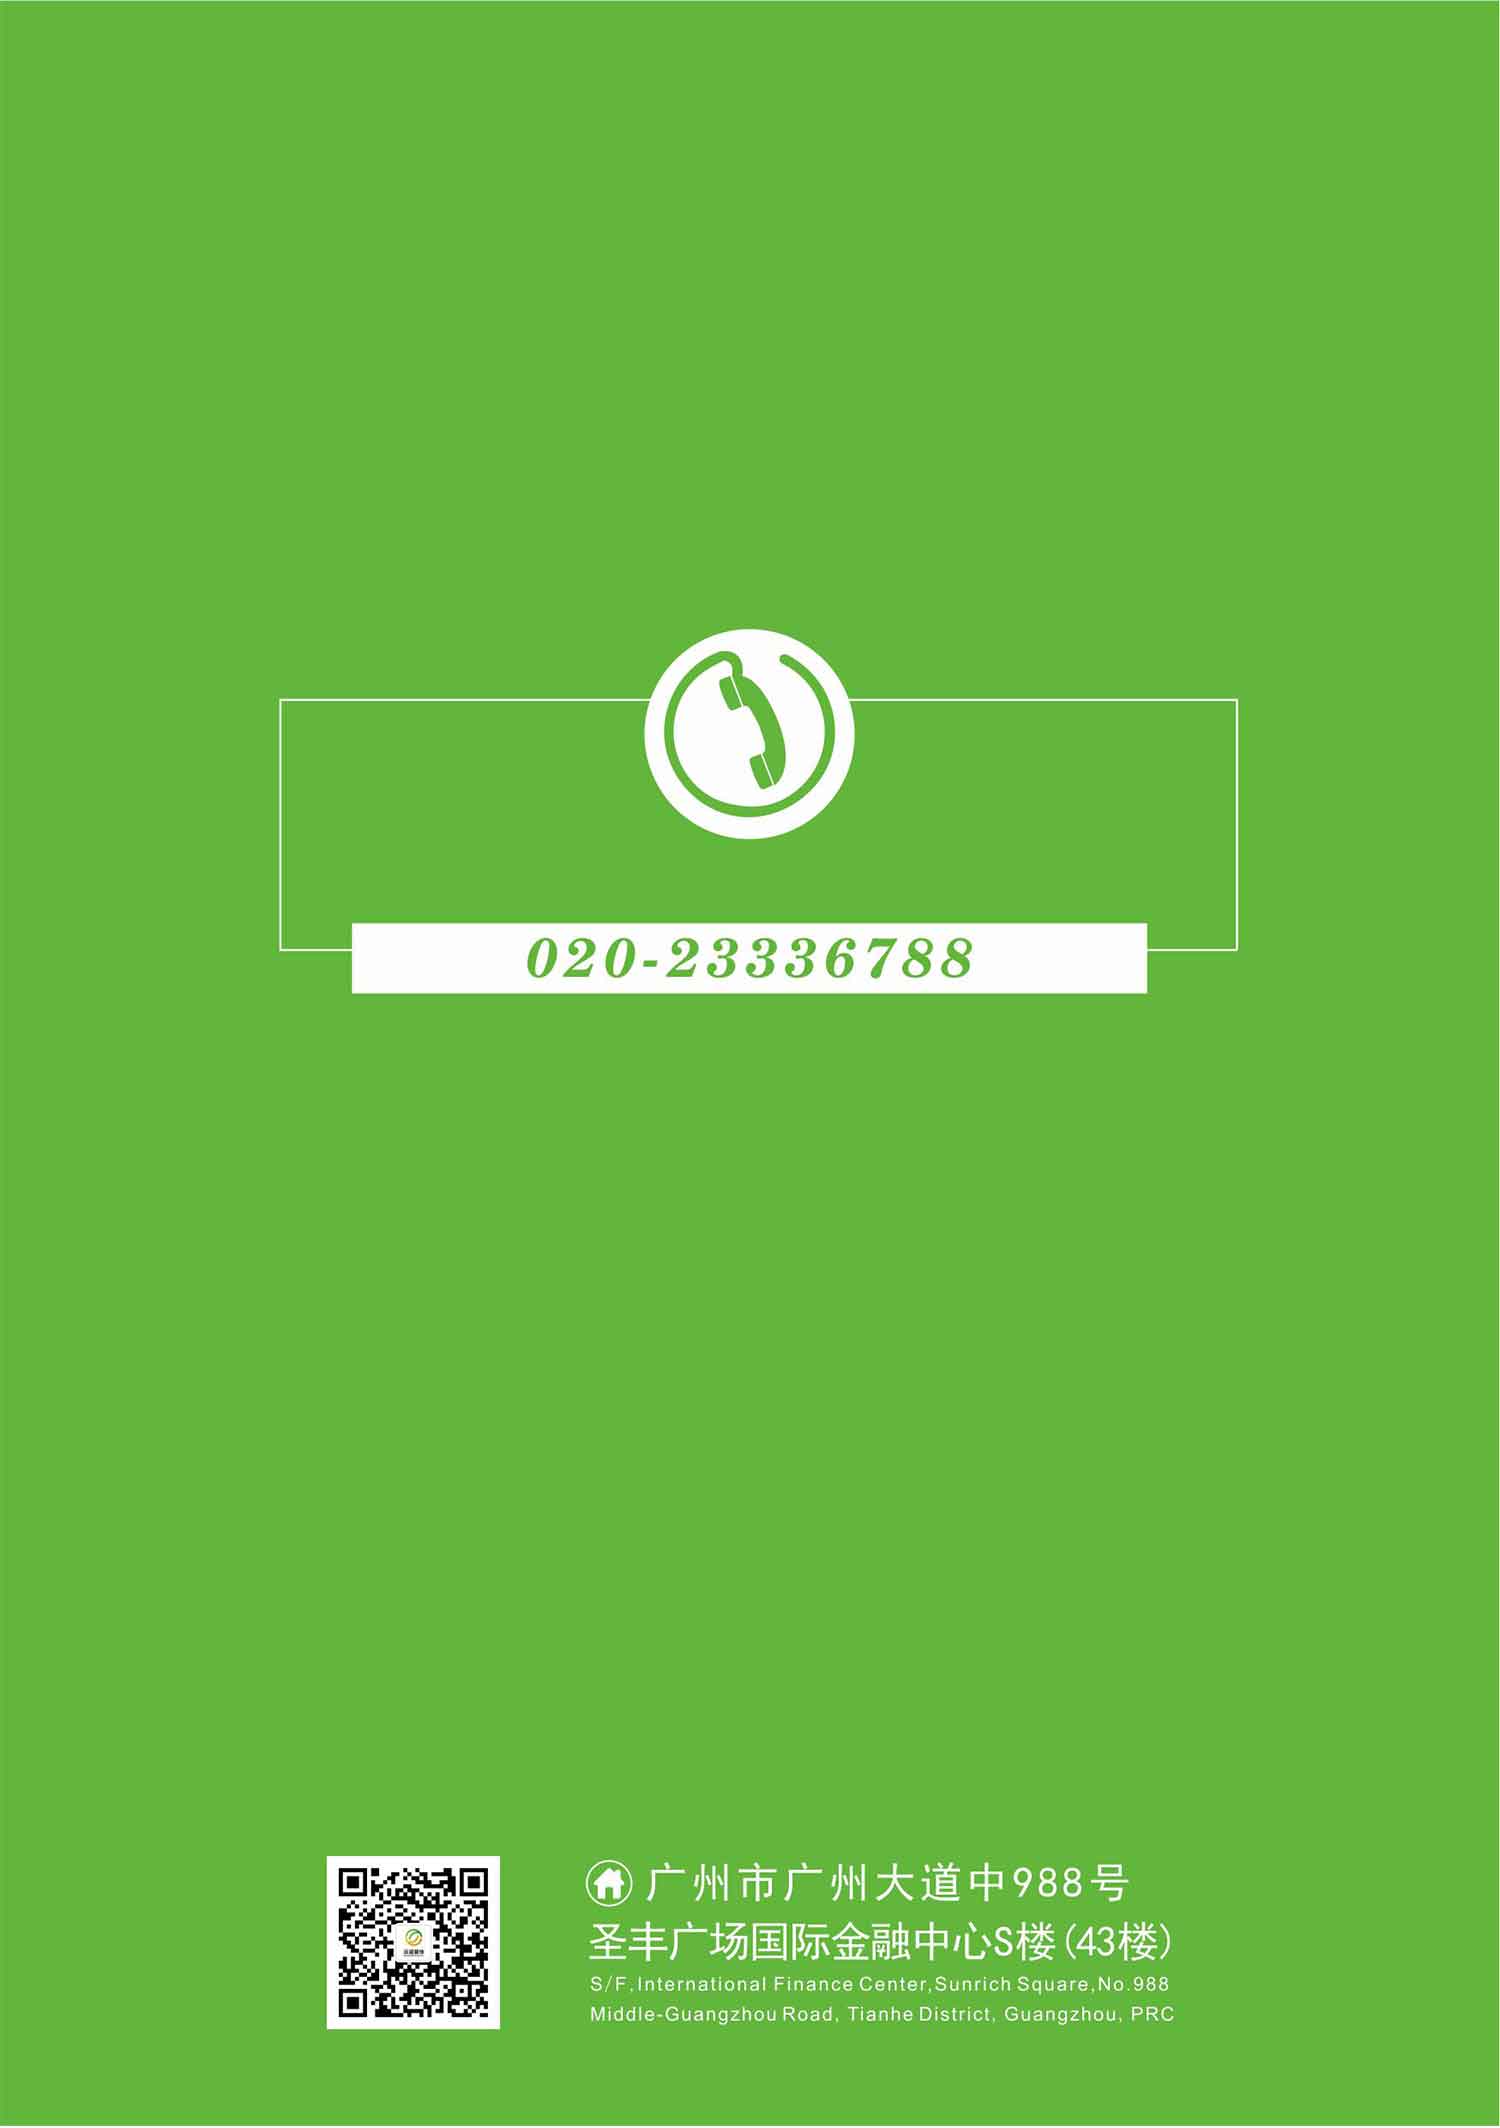 020-23336788
广州市广州大道中988号
圣丰广场国际金融中心S楼(43楼)
S/F,International Finance Center,Sunrich Square,No.988
Middle-Guangzhou Road, Tianhe District, Guangzhou, PRC